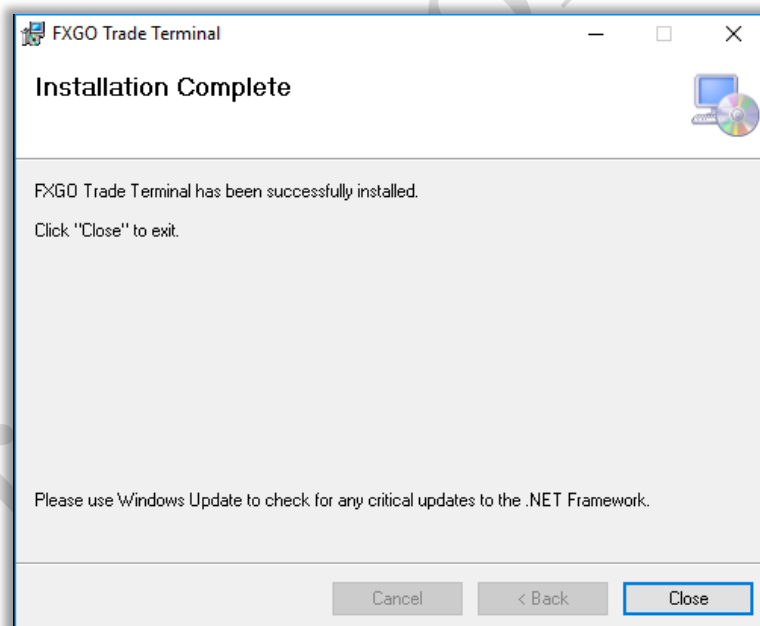 FXGO Trade Terminal
Installation Complete
FXGO Trade Terminal has been successfully installed.
Click "Close" to exit.
Please use Windows Update to check for any critical updates to the .NET Framework.
Cancel
< Back
Close